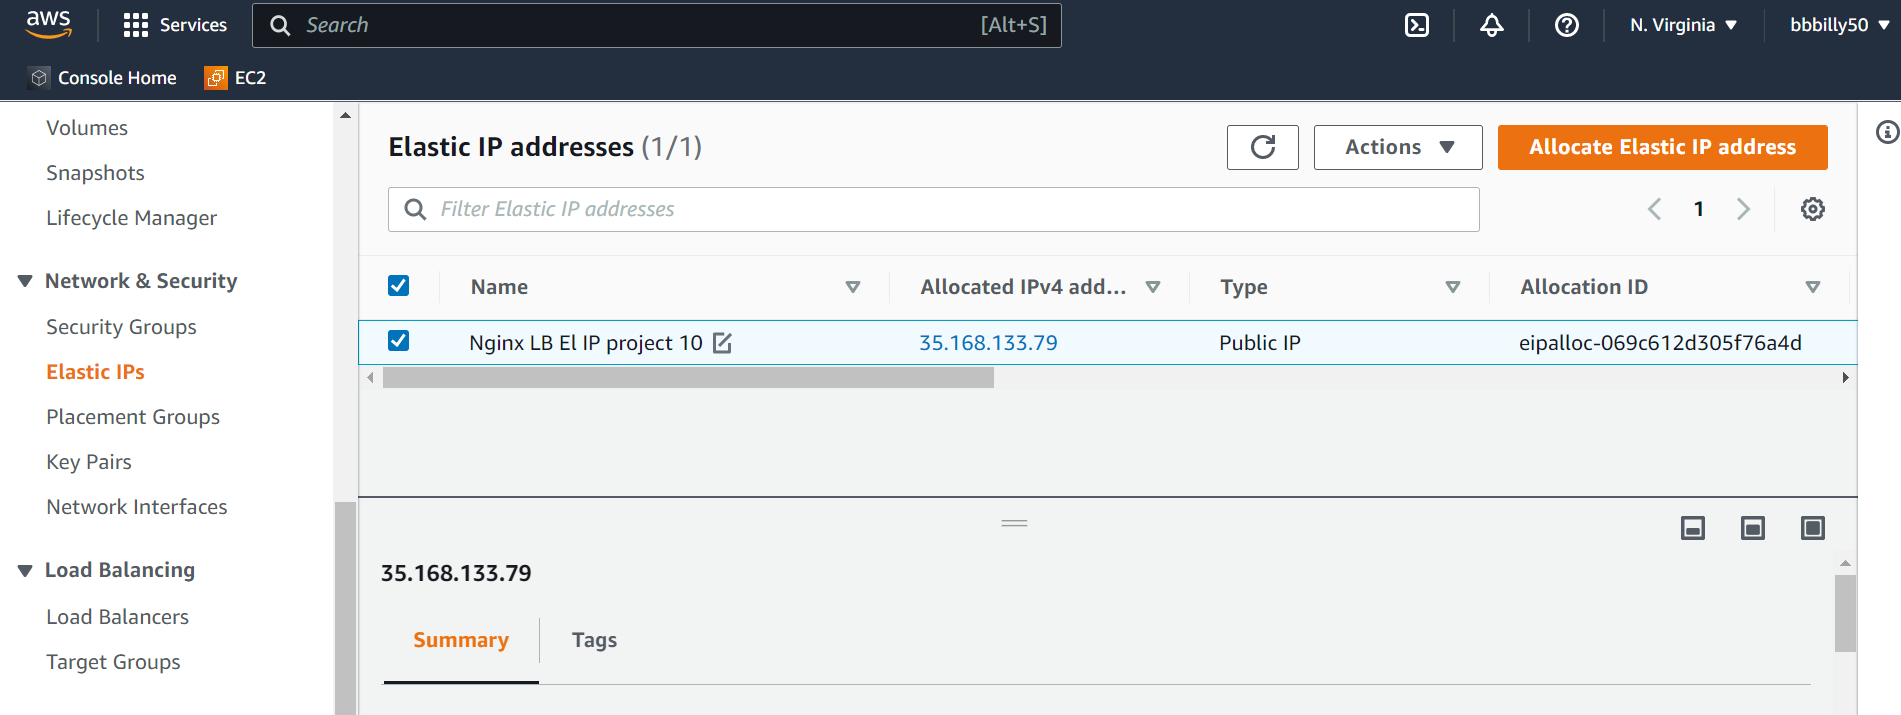 aws
Services
Search [Alt+S]
N. Virginia
bbbilly50
Console Home
EC2
Volumes
Snapshots
Lifecycle Manager
Network & Security
Security Groups
Elastic IPs
Placement Groups
Key Pairs
Network Interfaces
Load Balancing
Load Balancers
Target Groups
Elastic IP addresses (1/1)
Actions
Allocate Elastic IP address
Filter Elastic IP addresses
1
Name Allocated IPv4 add... Type Allocation ID
Nginx LB El IP project 10 35.168.133.79 Public IP eipalloc-069c612d305f76a4d
35.168.133.79
Summary Tags